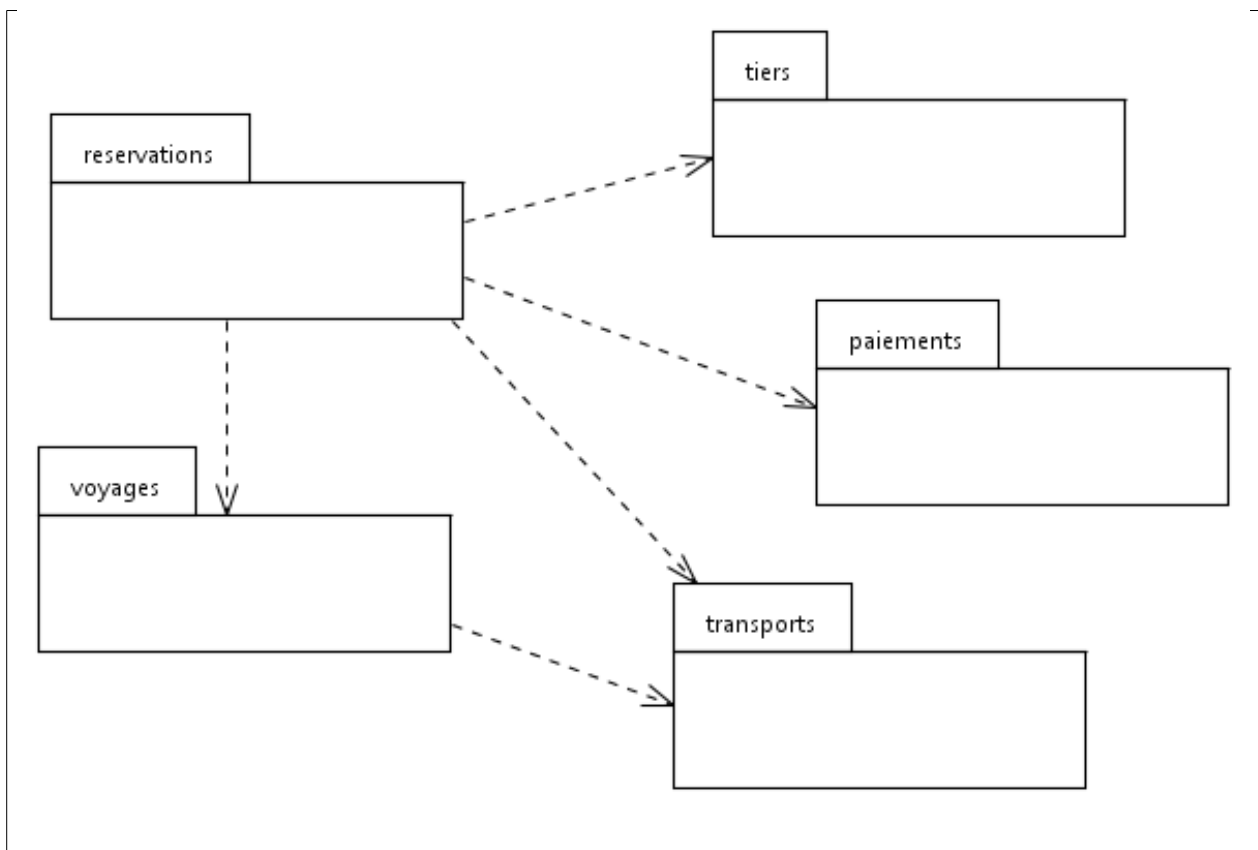 tiers
reservations
paiements
voyages
transports